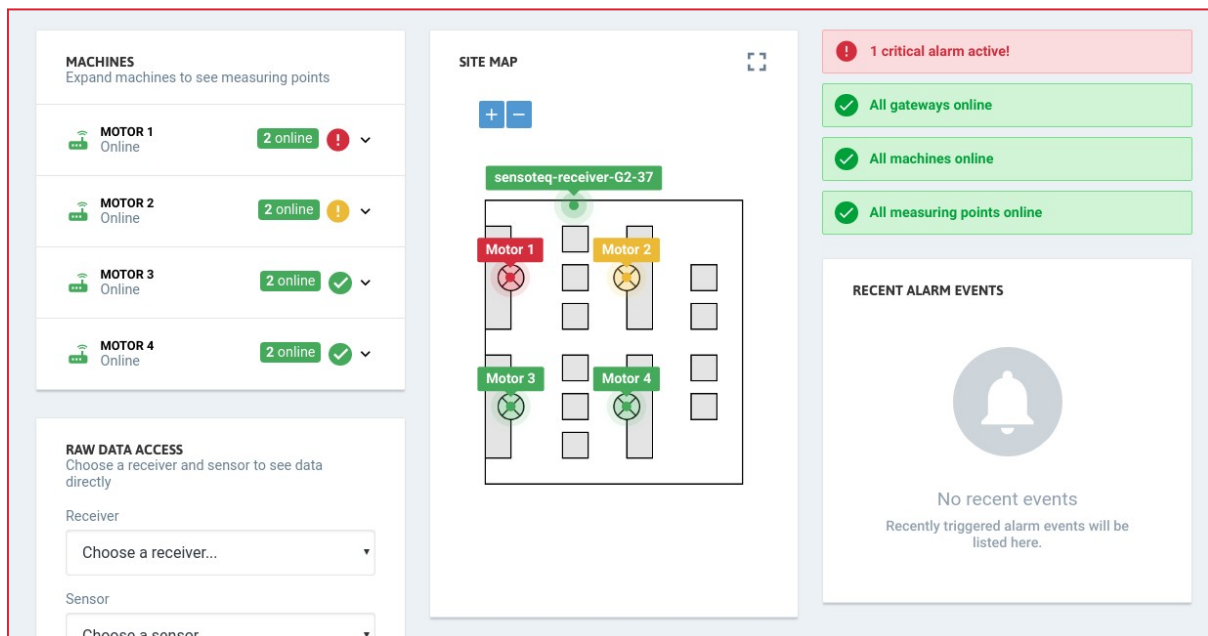 MACHINES
Expand machines to see measuring points
MOTOR 1
Online
2 online
MOTOR 2
Online
2 online
MOTOR 3
Online
2 online
MOTOR 4
Online
2 online
RAW DATA ACCESS
Choose a receiver and sensor to see data
directly
Receiver
Choose a receiver...
Sensor
Choose a sensor
SITE MAP
+ −
sensoteq-receiver-G2-37
Motor 1
Motor 2
Motor 3
Motor 4
1 critical alarm active!
All gateways online
All machines online
All measuring points online
RECENT ALARM EVENTS
No recent events
Recently triggered alarm events will be
listed here.